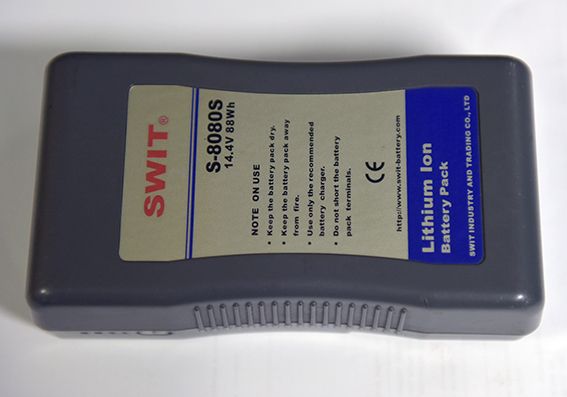 SWIT®
S-8080S
14.4V 88Wh
NOTE ON USE
• Keep the battery pack dry.
• Keep the battery pack away
from fire.
• Use only the recommended
battery charger.
• Do not short the battery
pack terminals.
CE
http://www.swit-battery.com
Lithium Ion
Battery Pack
SWIT INDUSTRY AND TRADING CO., LTD